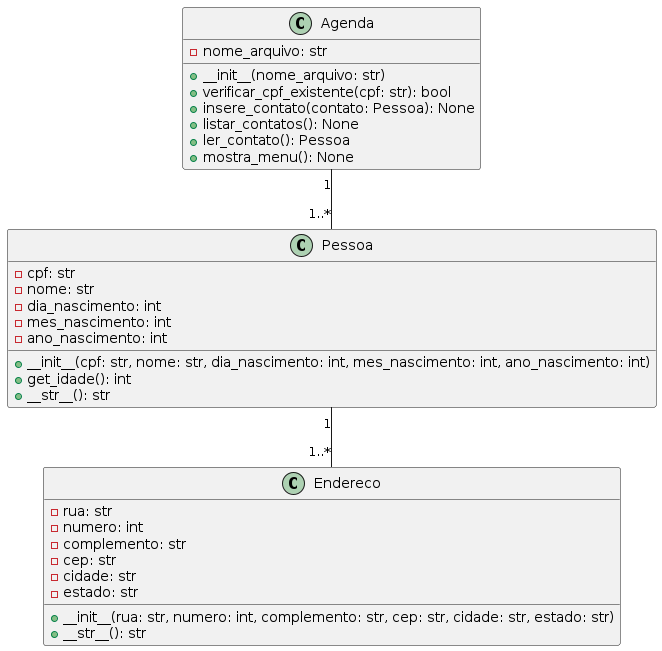 C Agenda
nome_arquivo: str
__init__(nome_arquivo: str)
verificar_cpf_existente(cpf: str): bool
insere_contato(contato: Pessoa): None
listar_contatos(): None
ler_contato(): Pessoa
mostra_menu(): None
1
1..*
C Pessoa
cpf: str
nome: str
dia_nascimento: int
mes_nascimento: int
ano_nascimento: int
__init__(cpf: str, nome: str, dia_nascimento: int, mes_nascimento: int, ano_nascimento: int)
get_idade(): int
__str__(): str
1
1..*
C Endereco
rua: str
numero: int
complemento: str
cep: str
cidade: str
estado: str
__init__(rua: str, numero: int, complemento: str, cep: str, cidade: str, estado: str)
__str__(): str